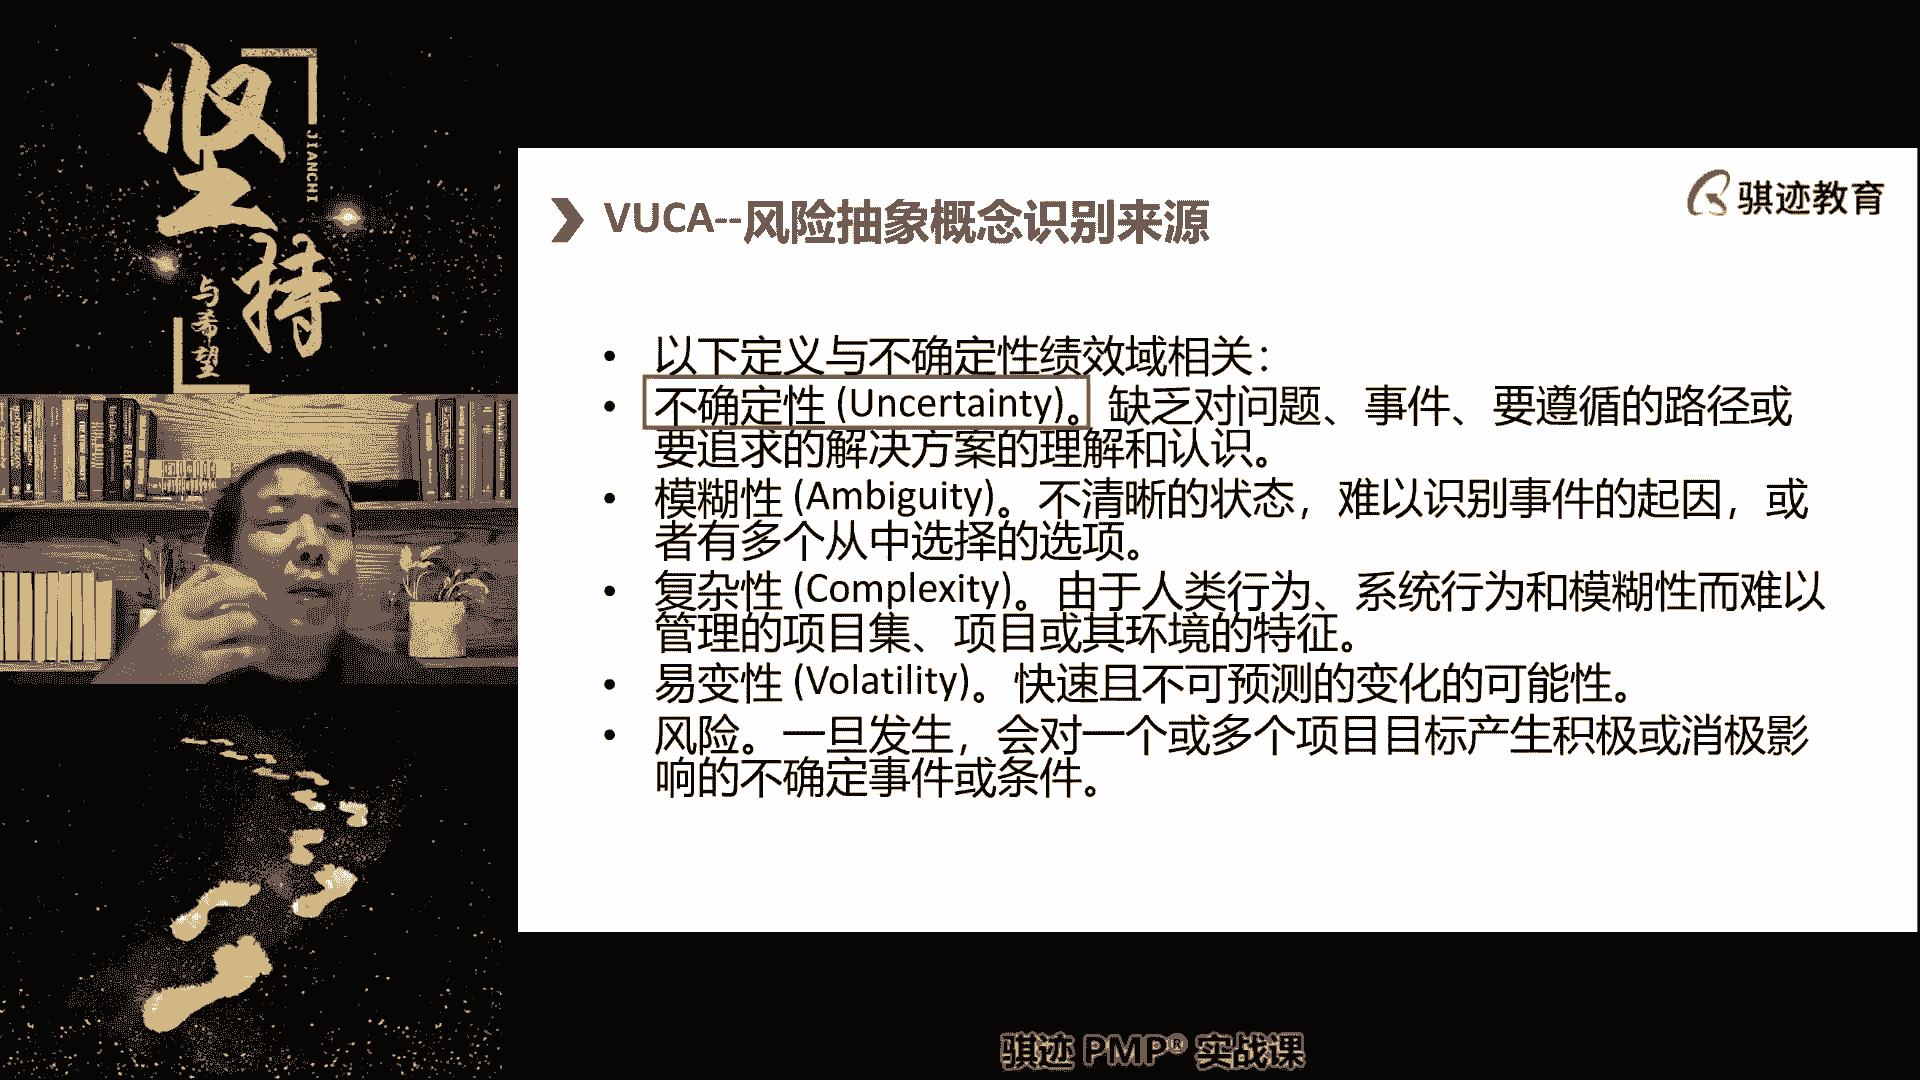 坚持
JIANCHI
与希望
骐迹教育
VUCA--风险抽象概念识别来源
• 以下定义与不确定性绩效域相关：
• 不确定性 (Uncertainty)。缺乏对问题、事件、要遵循的路径或
要追求的解决方案的理解和认识。
• 模糊性 (Ambiguity)。不清晰的状态，难以识别事件的起因，或
者有多个从中选择的选项。
• 复杂性 (Complexity)。由于人类行为、系统行为和模糊性而难以
管理的项目集、项目或其环境的特征。
• 易变性 (Volatility)。快速且不可预测的变化的可能性。
• 风险。一旦发生，会对一个或多个项目目标产生积极或消极影
响的不确定事件或条件。
骐迹 PMP® 实战课